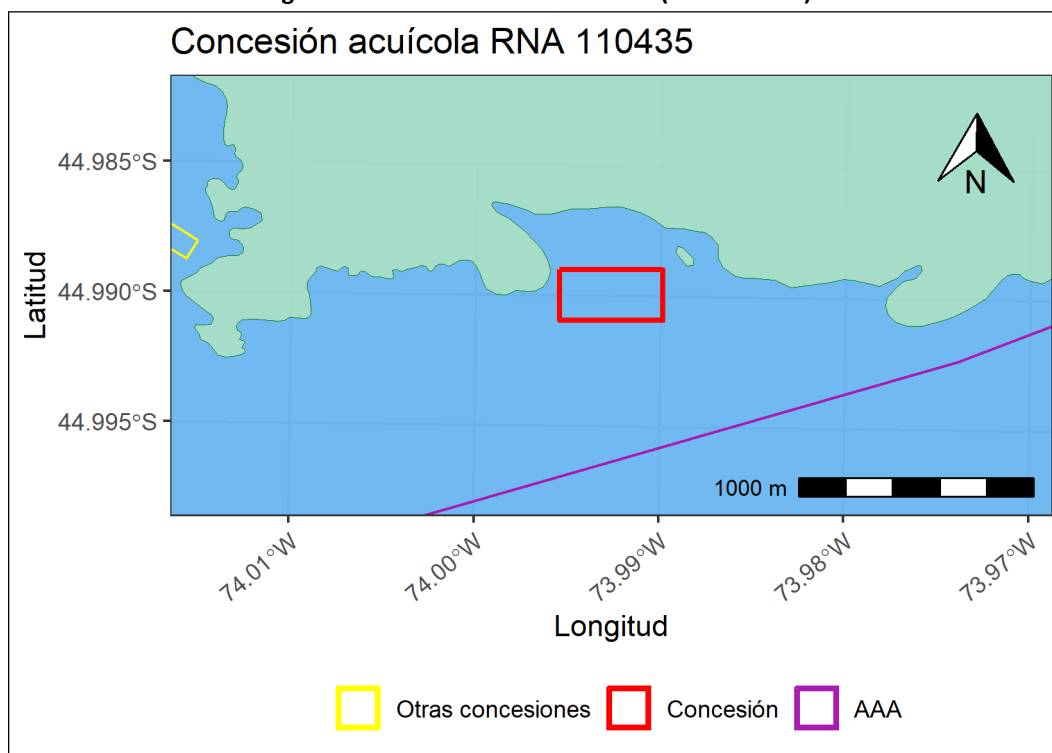 Concesión acuícola RNA 110435
N
44.985°S
44.990°S
44.995°S
Latitud
1000 m
74.01°W
74.00°W
73.99°W
73.98°W
73.97°W
Longitud
Otras concesiones
Concesión
AAA